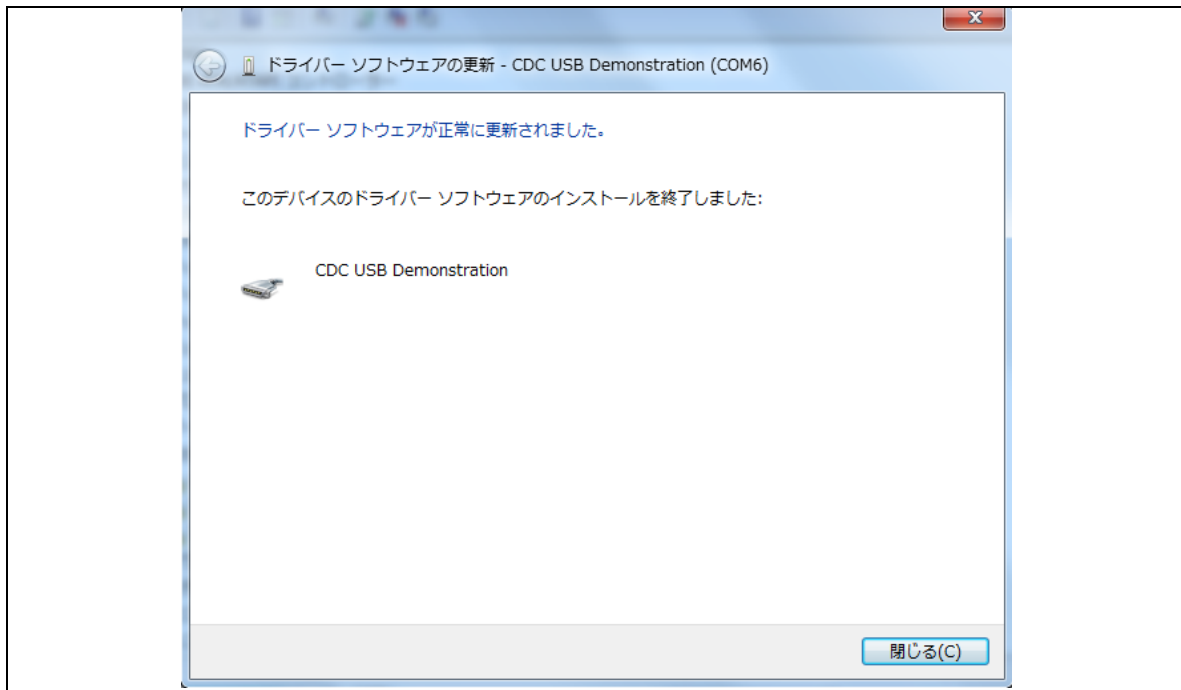 ドライバー ソフトウェアの更新 - CDC USB Demonstration (COM6)
ドライバー ソフトウェアが正常に更新されました。
このデバイスのドライバー ソフトウェアのインストールを終了しました:
CDC USB Demonstration
閉じる(C)